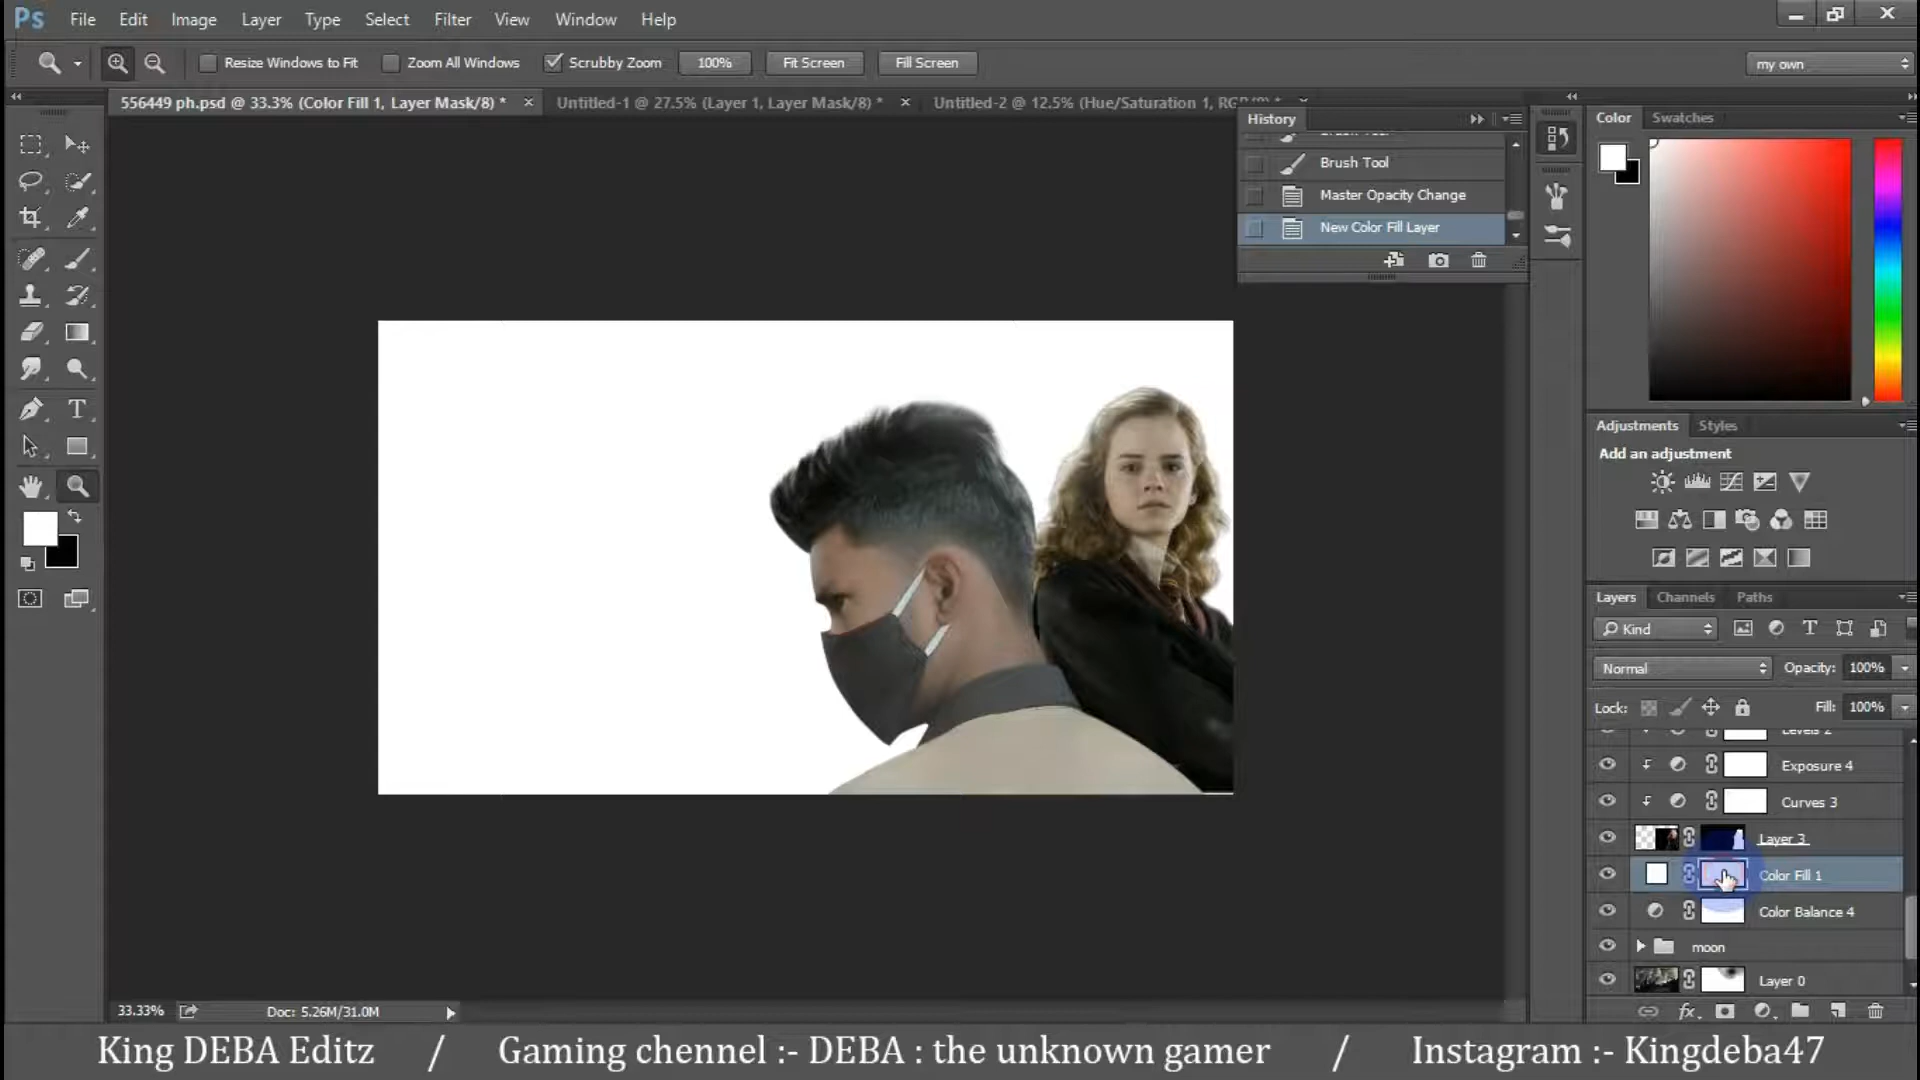 Ps File Edit Image Layer Type Select Filter View Window Help
Resize Windows to Fit Zoom All Windows Scrubby Zoom 100% Fit Screen Fill Screen my own
556449 ph.psd @ 33.3% (Color Fill 1, Layer Mask/8) * × Untitled-1 @ 27.5% (Layer 1, Layer Mask/8) * × Untitled-2 @ 12.5% (Hue/Saturation 1, RGB/8) *
History
Brush Tool
Master Opacity Change
New Color Fill Layer
Color Swatches
Adjustments Styles
Add an adjustment
T
Layers Channels Paths
Kind T
Normal Opacity: 100%
Lock: Fill: 100%
Levels 2
Exposure 4
Curves 3
Layer 3
Color Fill 1
Color Balance 4
moon
Layer 0
fx
33.33% Doc: 5.26M/31.0M
King DEBA Editz / Gaming chennel :- DEBA : the unknown gamer / Instagram :- Kingdeba47